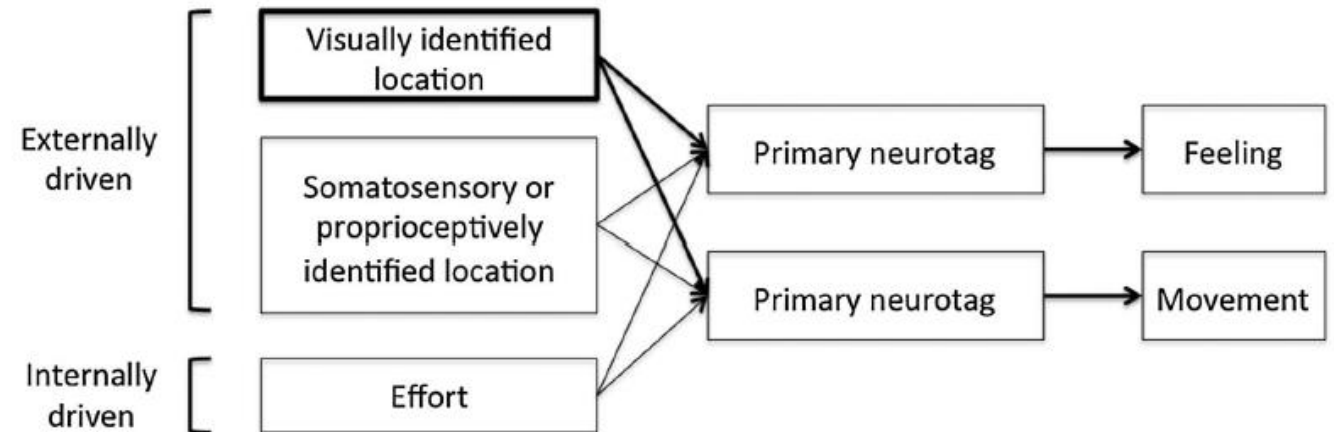 Externally
driven
Visually identified
location
Somatosensory or
proprioceptively
identified location
Internally
driven
Effort
Primary neurotag
Feeling
Primary neurotag
Movement